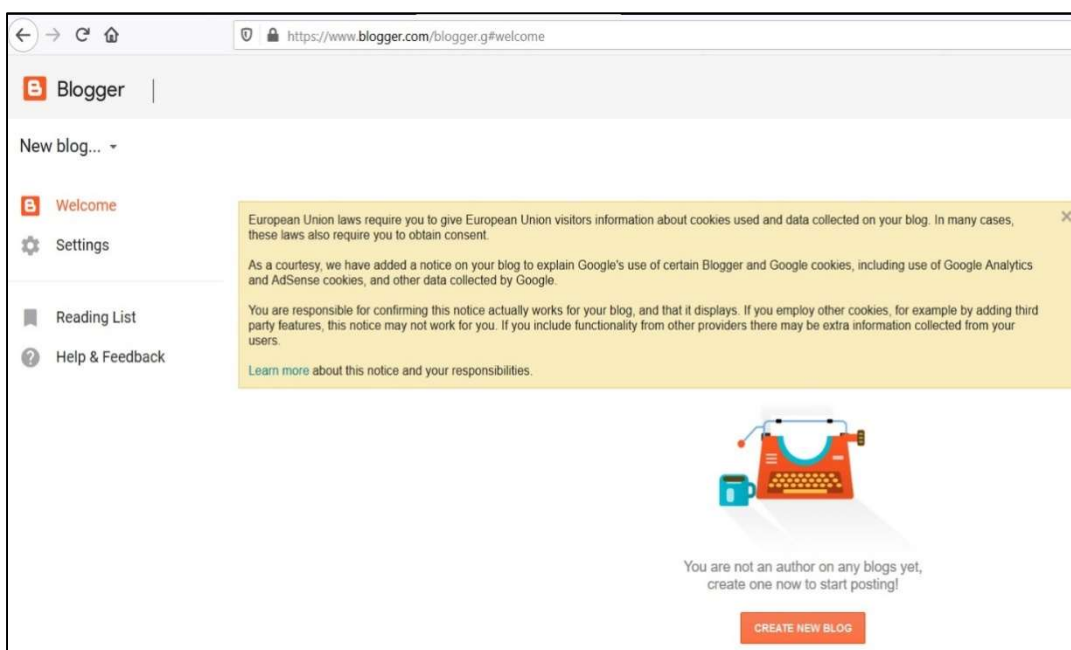 https://www.blogger.com/blogger.g#welcome
Blogger
New blog...
Welcome
Settings
Reading List
Help & Feedback
European Union laws require you to give European Union visitors information about cookies used and data collected on your blog. In many cases,
these laws also require you to obtain consent.
As a courtesy, we have added a notice on your blog to explain Google's use of certain Blogger and Google cookies, including use of Google Analytics
and AdSense cookies, and other data collected by Google.
You are responsible for confirming this notice actually works for your blog, and that it displays. If you employ other cookies, for example by adding third
party features, this notice may not work for you. If you include functionality from other providers there may be extra information collected from your
users.
Learn more about this notice and your responsibilities.
You are not an author on any blogs yet,
create one now to start posting!
CREATE NEW BLOG